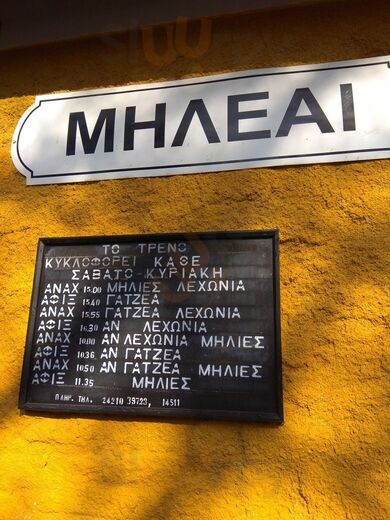 ΜΗΛΕΑΙ
ΤΟ ΤΡΕΝΟ
ΚΥΚΛΟΦΟΡΕΙ ΚΑΘΕ
ΣΑΒΑΤΟ-ΚΥΡΙΑΚΗ
ΑΝΑΧ 15.00 ΜΗΛΙΕΣ ΛΕΧΩΝΙΑ
ΑΦΙΞ 15.40 ΓΑΤΖΕΑ
ΑΝΑΧ 15.55 ΓΑΤΖΕΑ ΛΕΧΩΝΙΑ
ΑΦΙΞ 16.30 ΑΝ ΛΕΧΩΝΙΑ
ΑΝΑΧ 10.00 ΑΝ ΛΕΧΩΝΙΑ ΜΗΛΙΕΣ
ΑΦΙΞ 10.36 ΑΝ ΓΑΤΖΕΑ
ΑΝΑΧ 10.50 ΑΝ ΓΑΤΖΕΑ ΜΗΛΙΕΣ
ΑΦΙΞ 11.35 ΜΗΛΙΕΣ
ΠΛΗΡ. ΤΗΛ. 24210 39723, 14511